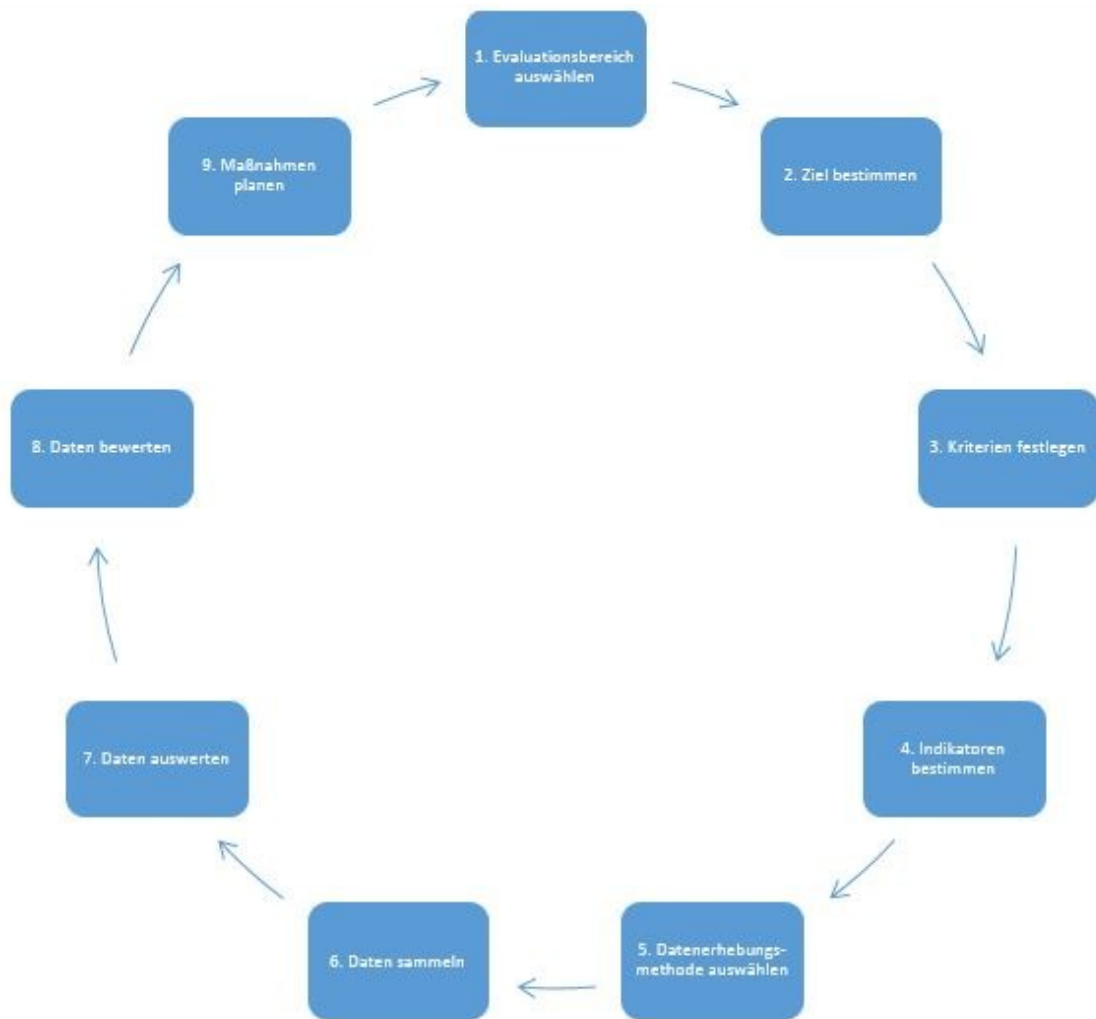 1. Evaluationsbereich
auswählen
2. Ziel bestimmen
3. Kriterien festlegen
4. Indikatoren
bestimmen
5. Datenerhebungs-
methode auswählen
6. Daten sammeln
7. Daten auswerten
8. Daten bewerten
9. Maßnahmen
planen